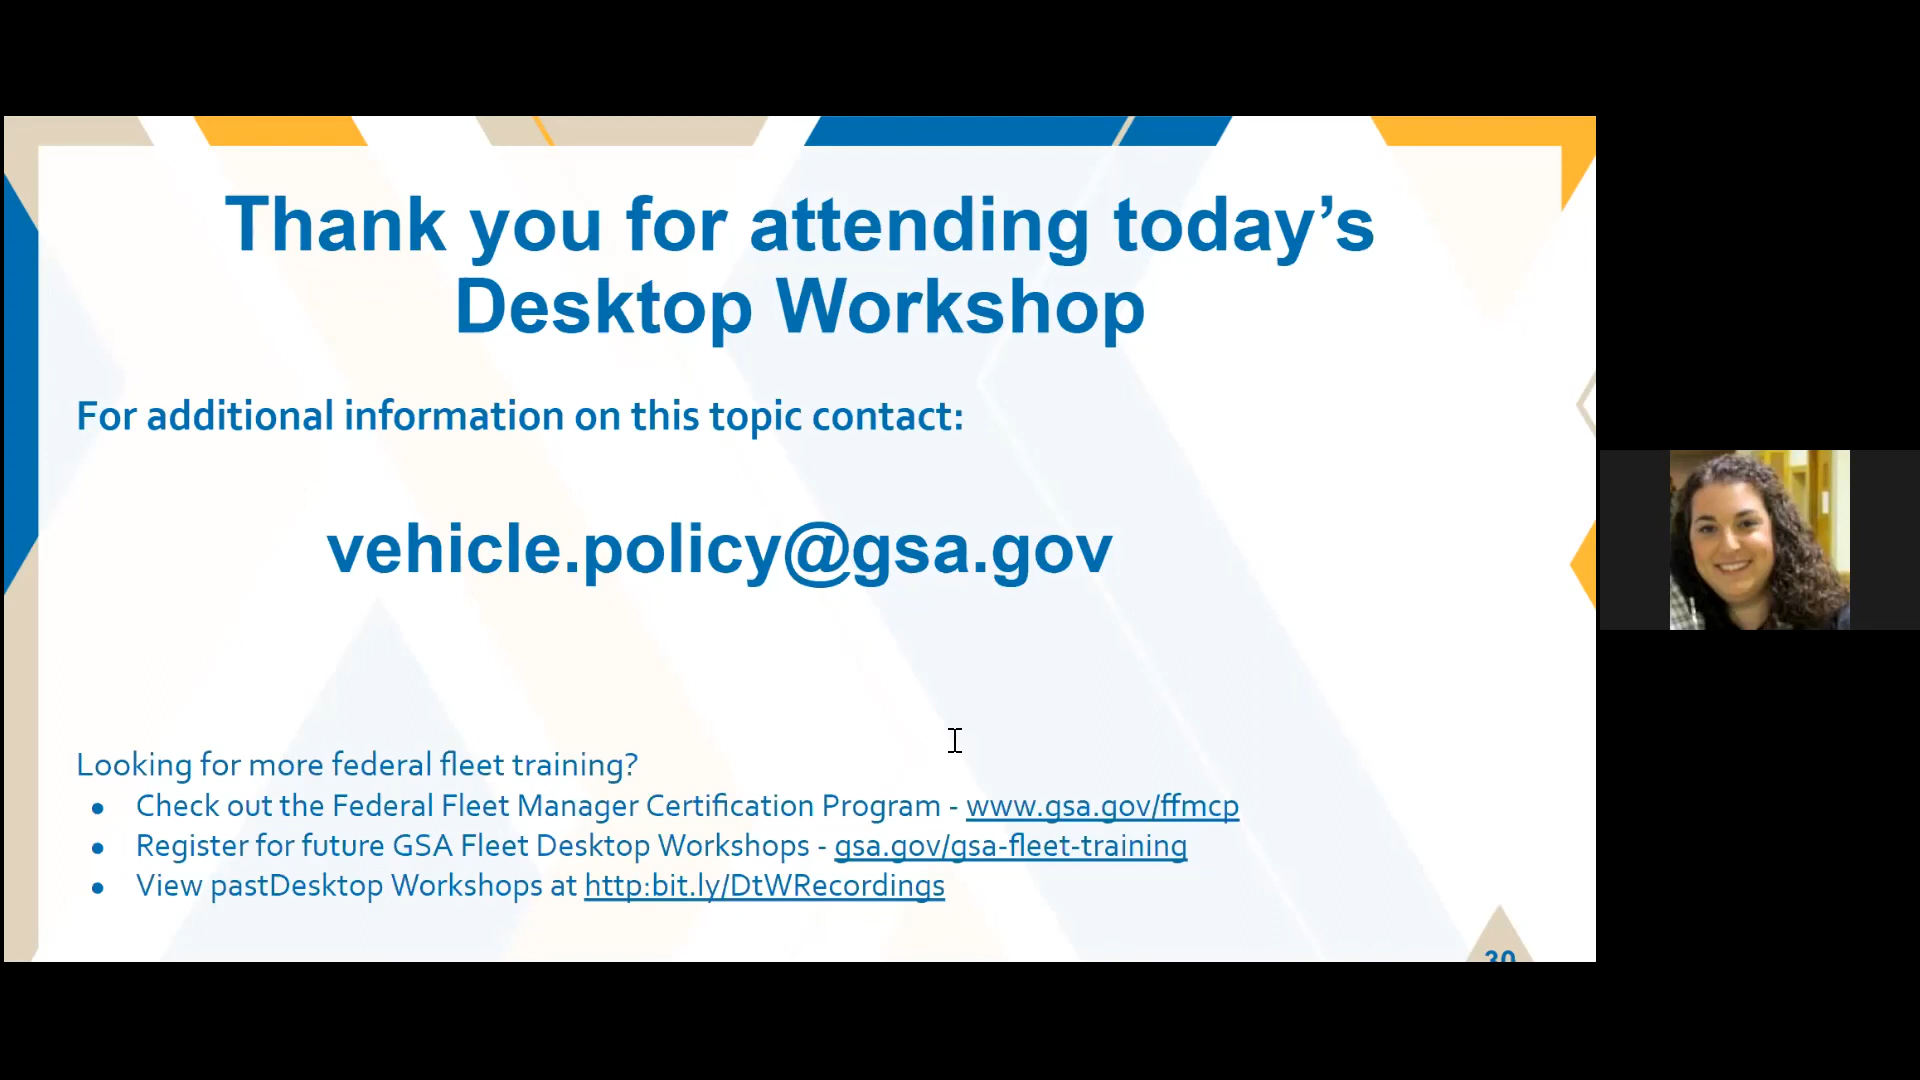 Thank you for attending today’s
Desktop Workshop
For additional information on this topic contact:
vehicle.policy@gsa.gov
Looking for more federal fleet training?
● Check out the Federal Fleet Manager Certification Program - www.gsa.gov/ffmcp
● Register for future GSA Fleet Desktop Workshops - gsa.gov/gsa-fleet-training
● View pastDesktop Workshops at http:bit.ly/DtWRecordings
30